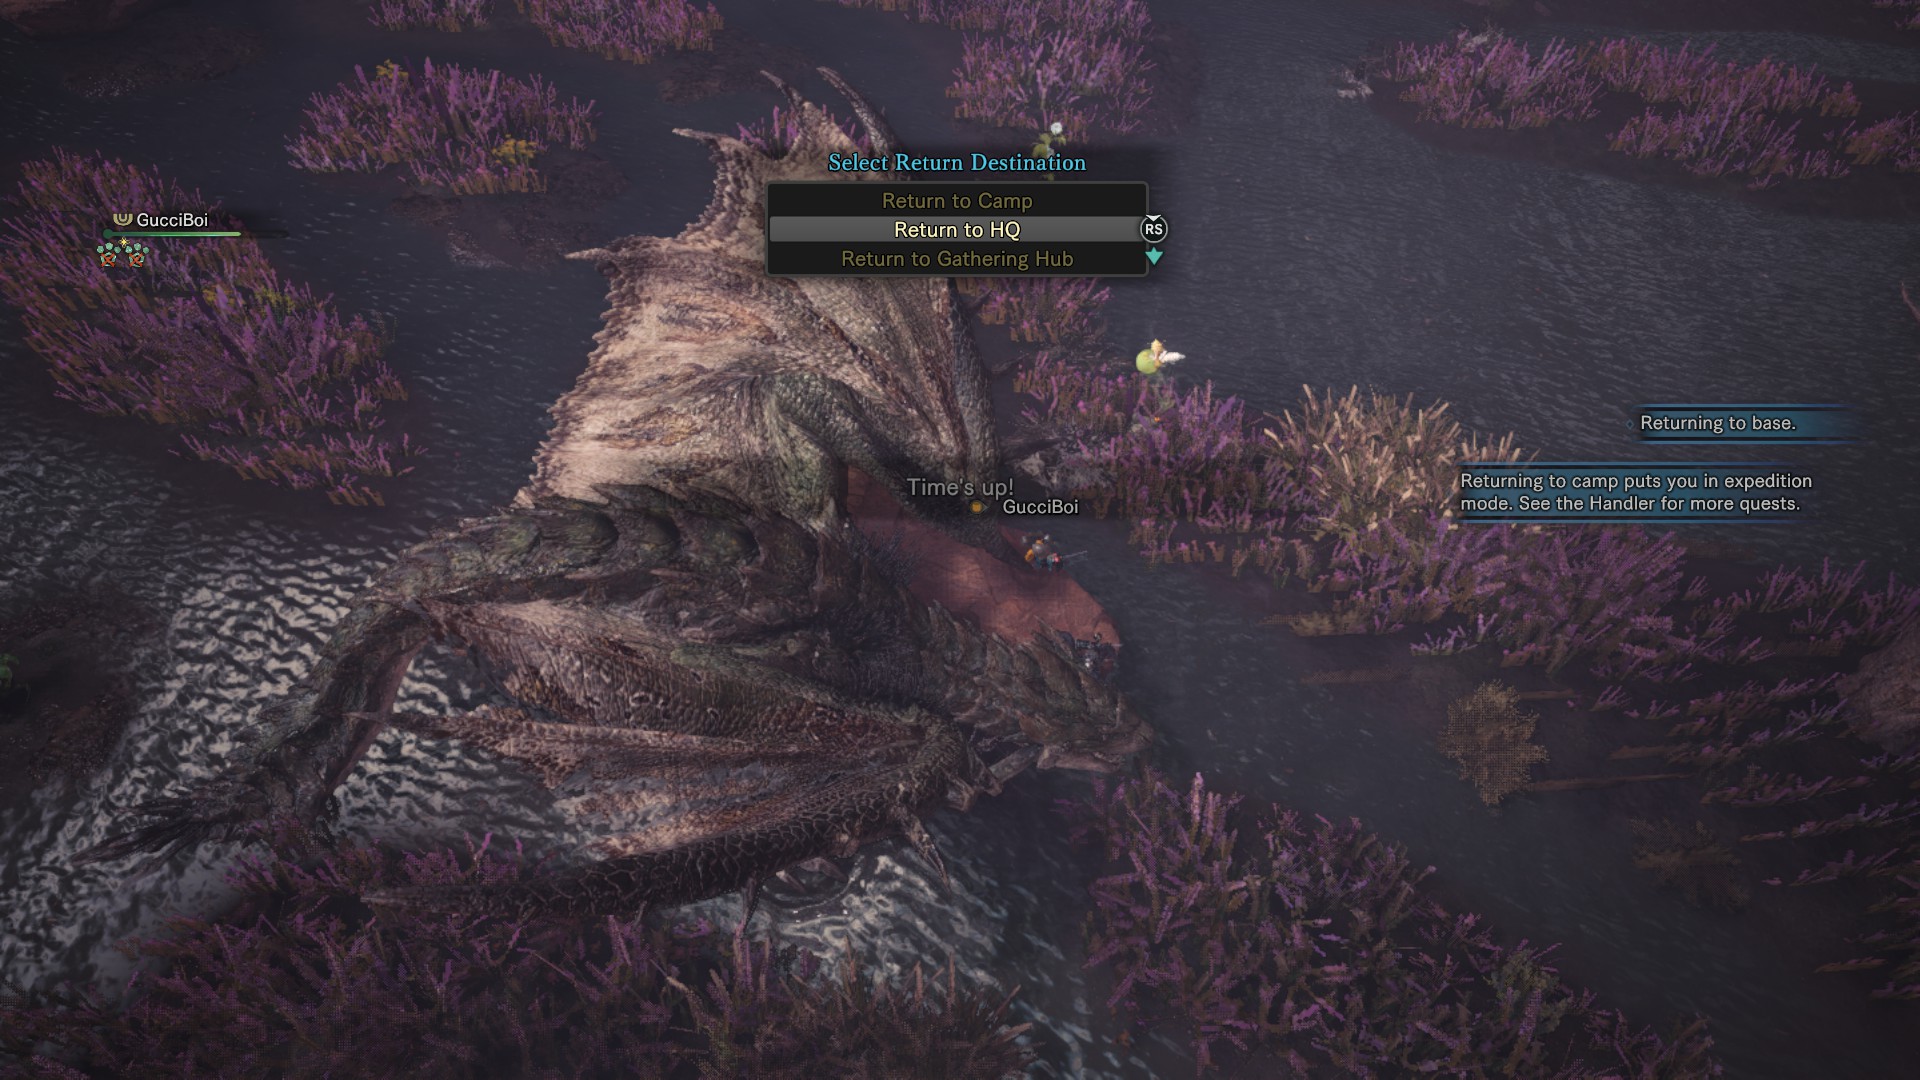 Select Return Destination
Return to Camp
Return to HQ
RS
Return to Gathering Hub
GucciBoi
Returning to base.
Returning to camp puts you in expedition
mode. See the Handler for more quests.
Time's up!
GucciBoi